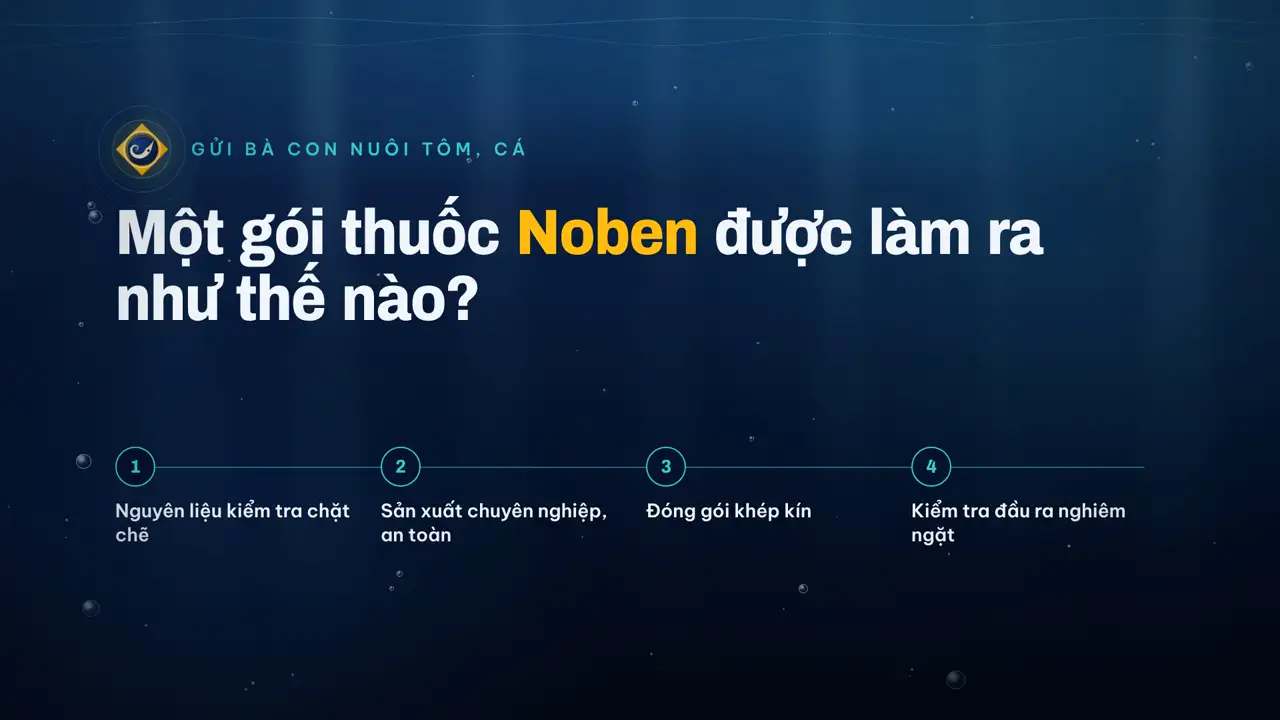 GỬI BÀ CON NUÔI TÔM, CÁ
Một gói thuốc Noben được làm ra
như thế nào?
1
Nguyên liệu kiểm tra chặt
chẽ
2
Sản xuất chuyên nghiệp,
an toàn
3
Đóng gói khép kín
4
Kiểm tra đầu ra nghiêm
ngặt